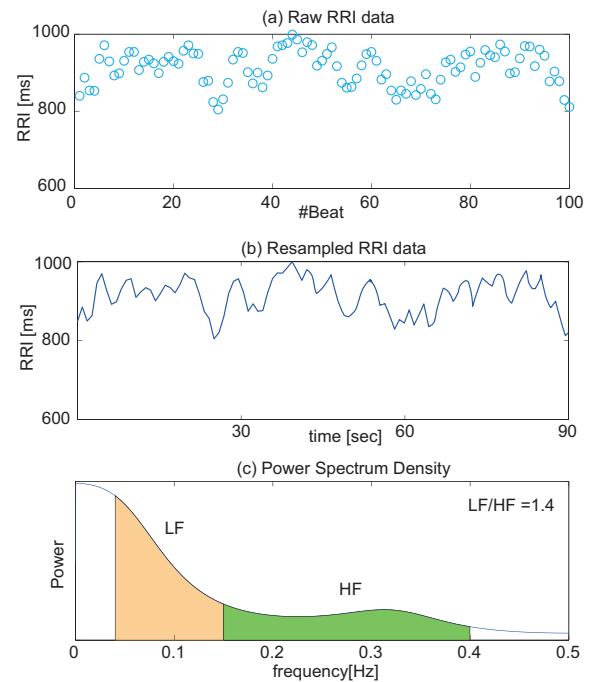 (a) Raw RRI data
1000
800
600
RRI [ms]
0 20 40 60 80 100
#Beat
(b) Resampled RRI data
1000
800
600
RRI [ms]
30 60 90
time [sec]
(c) Power Spectrum Density
LF/HF =1.4
LF
HF
Power
0 0.1 0.2 0.3 0.4 0.5
frequency[Hz]